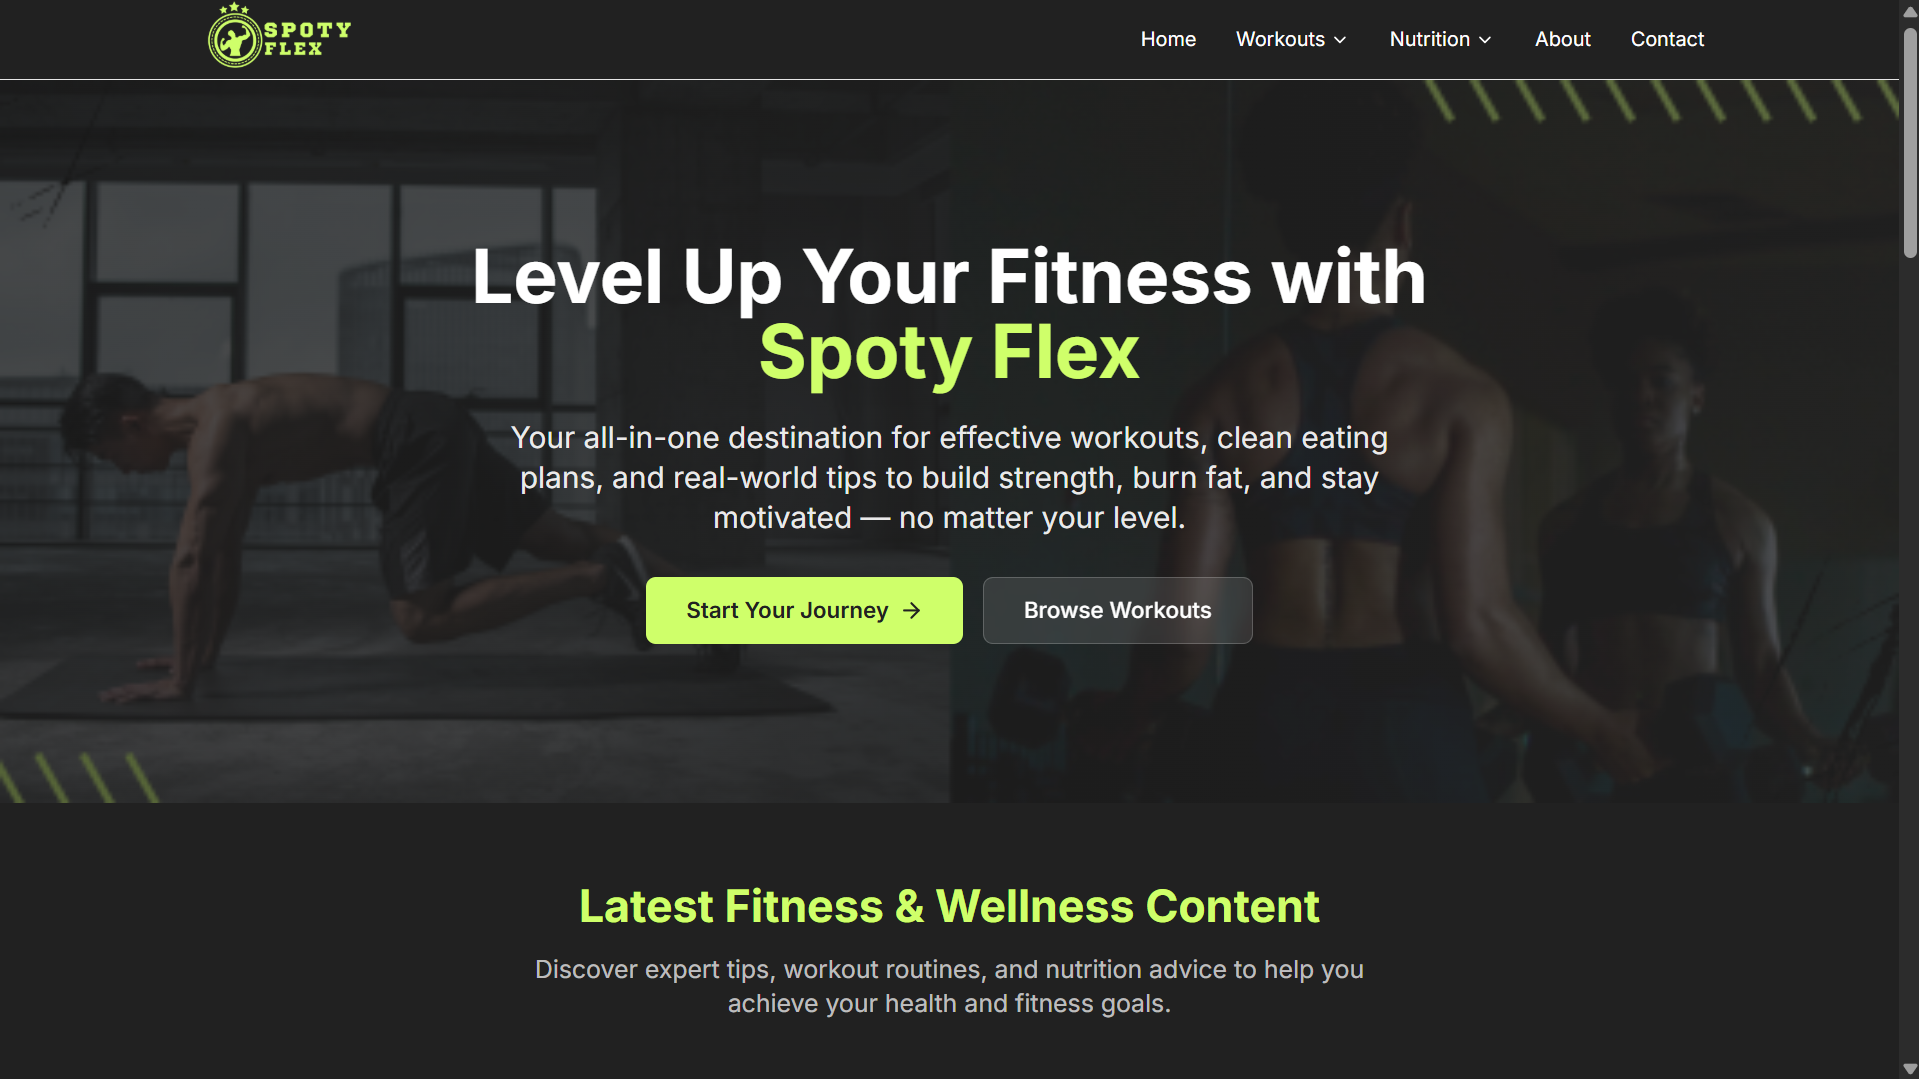 SPOTY
FLEX
Home
Workouts
Nutrition
About
Contact
Level Up Your Fitness with
Spoty Flex
Your all-in-one destination for effective workouts, clean eating
plans, and real-world tips to build strength, burn fat, and stay
motivated — no matter your level.
Start Your Journey →
Browse Workouts
Latest Fitness & Wellness Content
Discover expert tips, workout routines, and nutrition advice to help you
achieve your health and fitness goals.